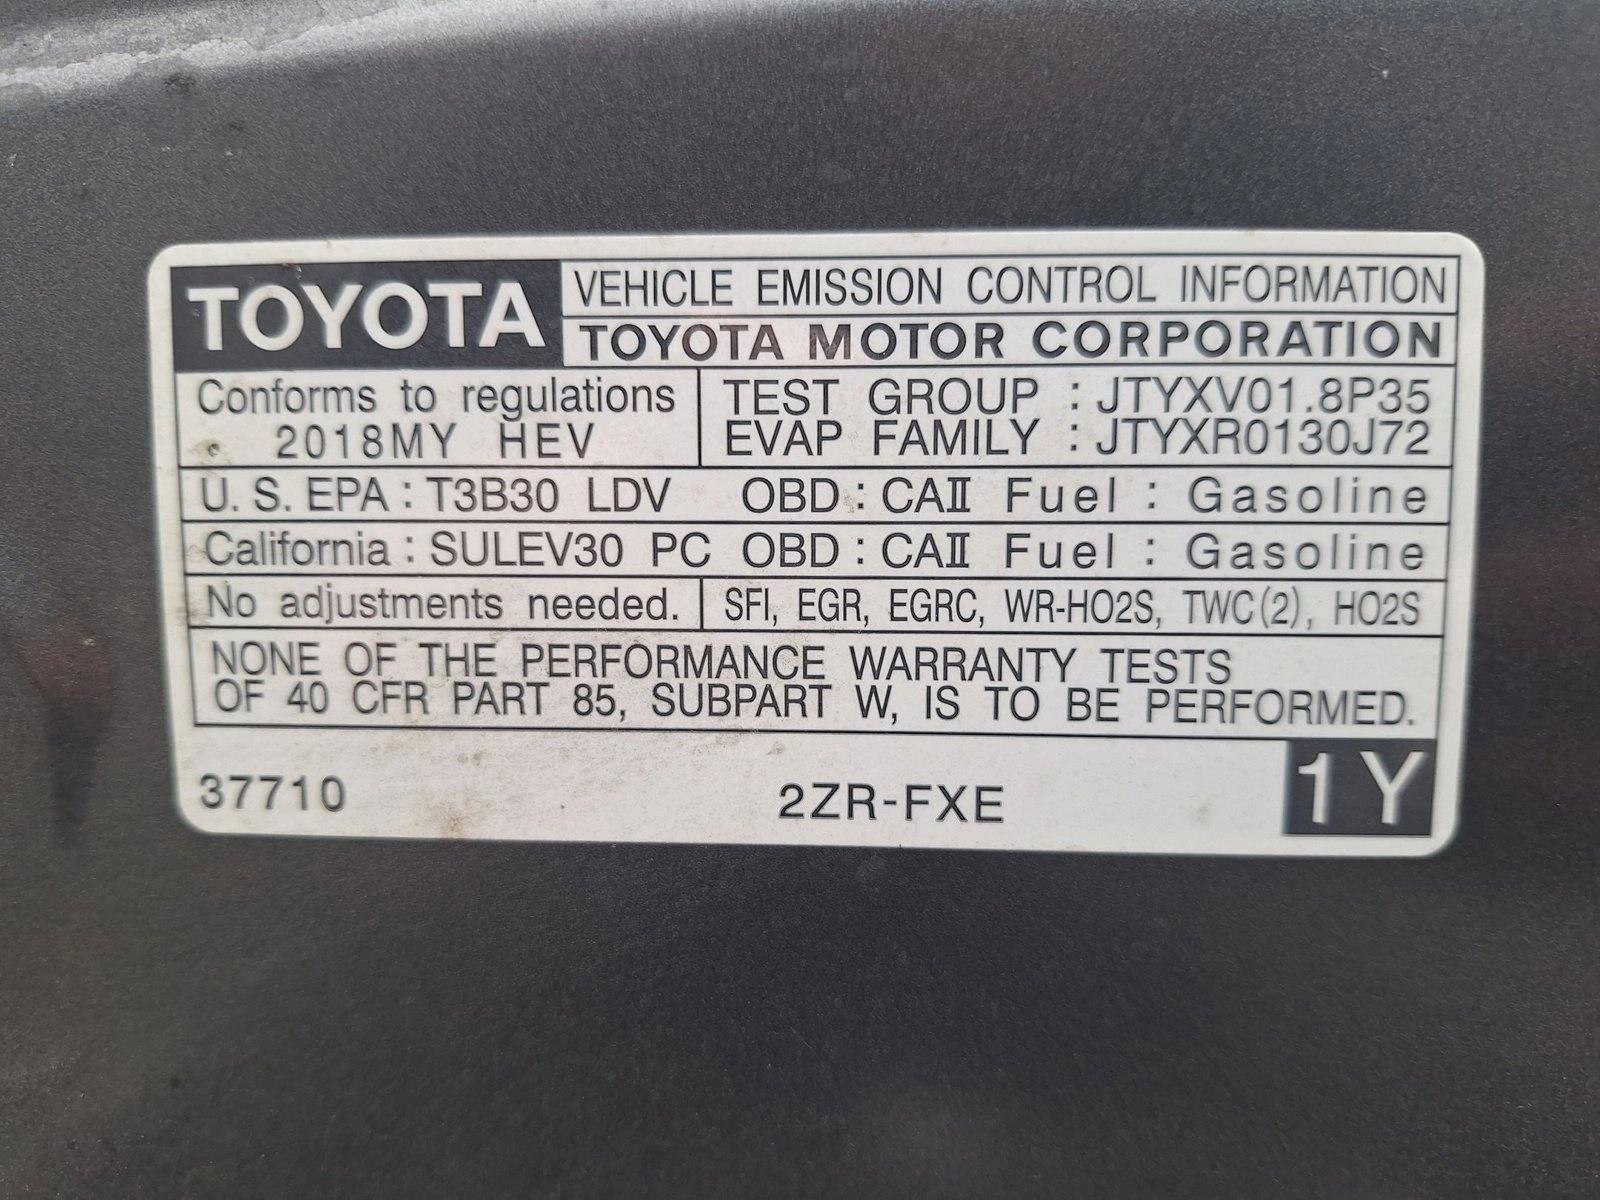 TOYOTA VEHICLE EMISSION CONTROL INFORMATION
TOYOTA MOTOR CORPORATION
Conforms to regulations
2018MY HEV
TEST GROUP : JTYXV01.8P35
EVAP FAMILY : JTYXR0130J72
U.S. EPA : T3B30 LDV OBD : CAII Fuel : Gasoline
California : SULEV30 PC OBD : CAII Fuel : Gasoline
No adjustments needed. SFI, EGR, EGRC, WR-HO2S, TWC(2), HO2S
NONE OF THE PERFORMANCE WARRANTY TESTS
OF 40 CFR PART 85, SUBPART W, IS TO BE PERFORMED.
37710 2ZR-FXE 1Y